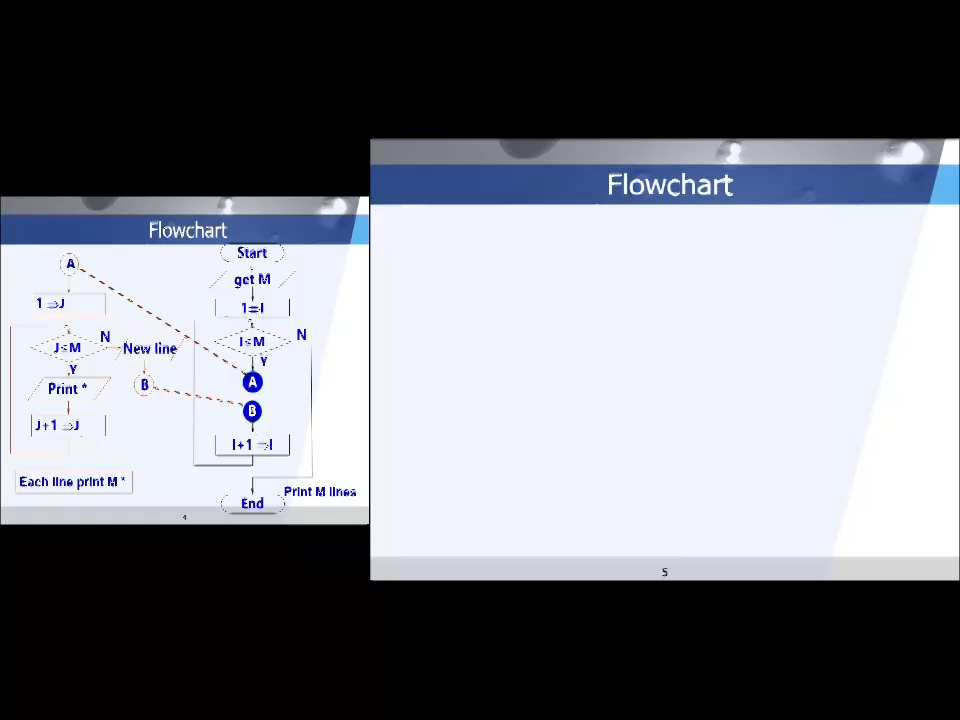 Flowchart
A
1 ⇒J
J≤M
N
New line
Y
Print *
B
J+1 ⇒J
Each line print M *
Start
get M
1⇒I
I≤M
N
Y
A
B
I+1 ⇒I
End
Print M lines
4
Flowchart
5